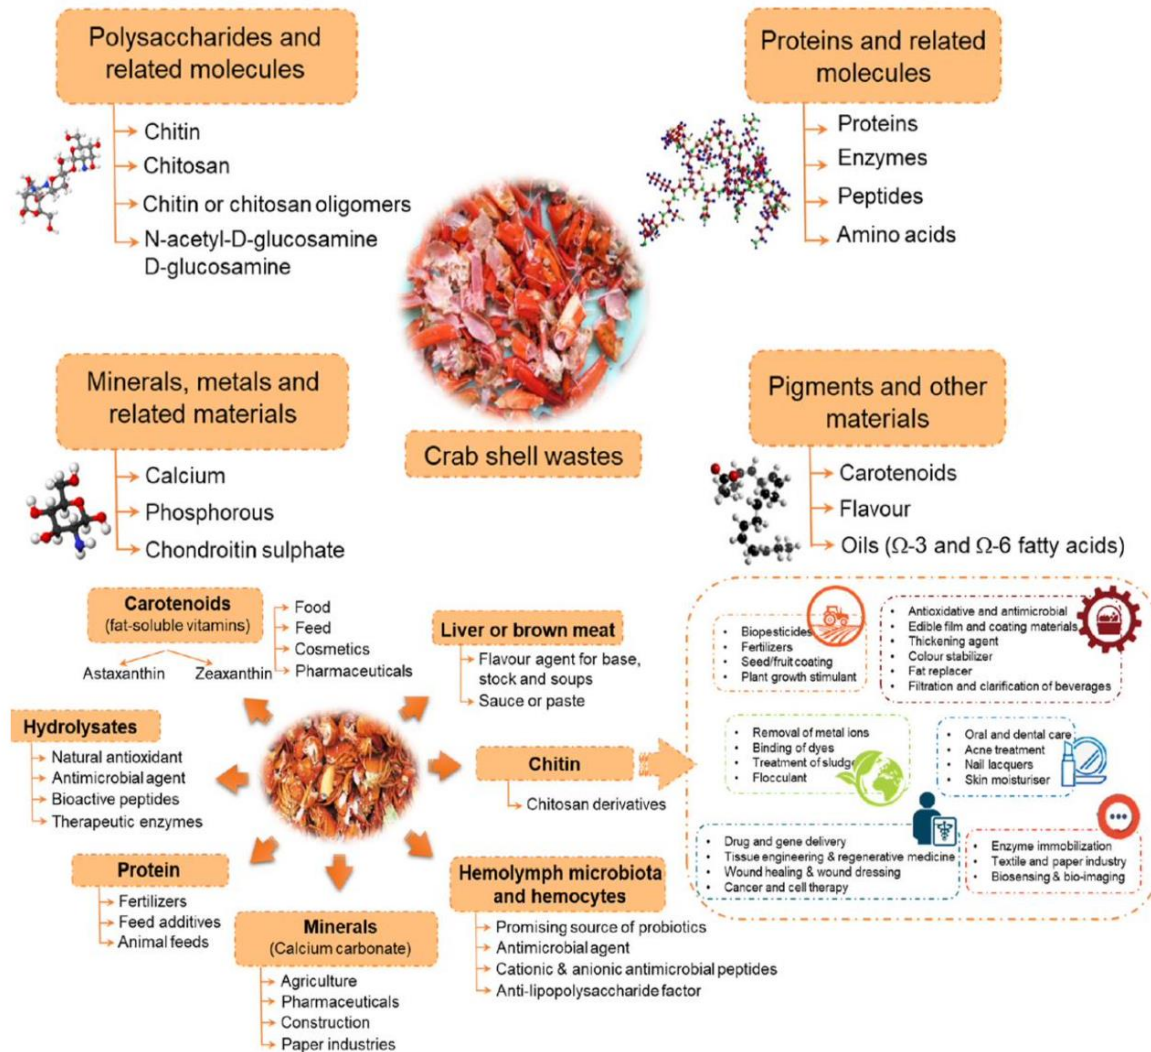 Polysaccharides and
related molecules
Chitin
Chitosan
Chitin or chitosan oligomers
N-acetyl-D-glucosamine
D-glucosamine
Proteins and related
molecules
Proteins
Enzymes
Peptides
Amino acids
Crab shell wastes
Minerals, metals and
related materials
Calcium
Phosphorous
Chondroitin sulphate
Pigments and other
materials
Carotenoids
Flavour
Oils (Ω-3 and Ω-6 fatty acids)
Carotenoids
(fat-soluble vitamins)
Astaxanthin
Zeaxanthin
Food
Feed
Cosmetics
Pharmaceuticals
Liver or brown meat
Flavour agent for base,
stock and soups
Sauce or paste
Hydrolysates
Natural antioxidant
Antimicrobial agent
Bioactive peptides
Therapeutic enzymes
Chitin
Chitosan derivatives
Protein
Fertilizers
Feed additives
Animal feeds
Minerals
(Calcium carbonate)
Agriculture
Pharmaceuticals
Construction
Paper industries
Hemolymph microbiota
and hemocytes
Promising source of probiotics
Antimicrobial agent
Cationic & anionic antimicrobial peptides
Anti-lipopolysaccharide factor
• Biopesticides
• Fertilizers
• Seed/fruit coating
• Plant growth stimulant
• Antioxidative and antimicrobial
• Edible film and coating materials
• Thickening agent
• Colour stabilizer
• Fat replacer
• Filtration and clarification of beverages
• Removal of metal ions
• Binding of dyes
• Treatment of sludge
• Flocculant
• Oral and dental care
• Acne treatment
• Nail lacquers
• Skin moisturiser
• Drug and gene delivery
• Tissue engineering & regenerative medicine
• Wound healing & wound dressing
• Cancer and cell therapy
• Enzyme immobilization
• Textile and paper industry
• Biosensing & bio-imaging